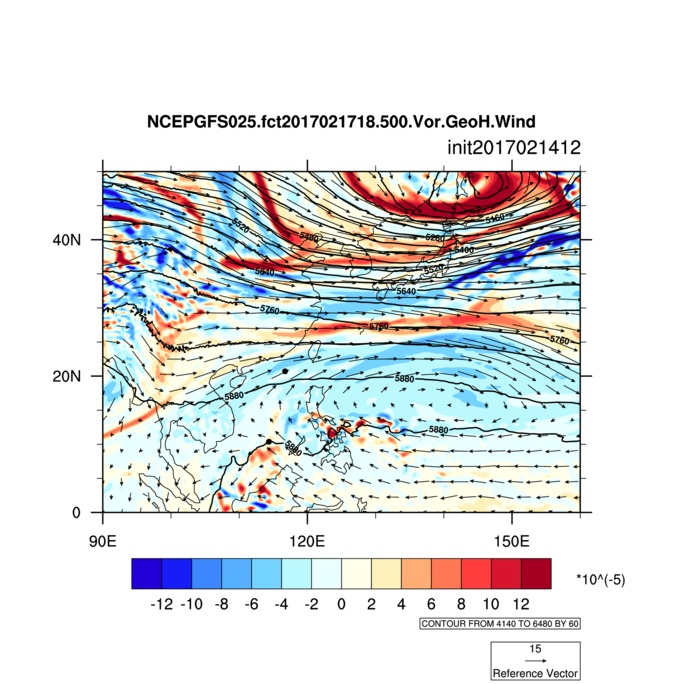 NCEPGFS025.fct2017021718.500.Vor.GeoH.Wind
init2017021412
5160
5520
5400
5280
5400
40N
5640
5520
5640
5760
5760
5760
20N
5880
5880
5880
5880
0
90E 120E 150E
-12 -10 -8 -6 -4 -2 0 2 4 6 8 10 12
*10^(-5)
CONTOUR FROM 4140 TO 6480 BY 60
15
Reference Vector